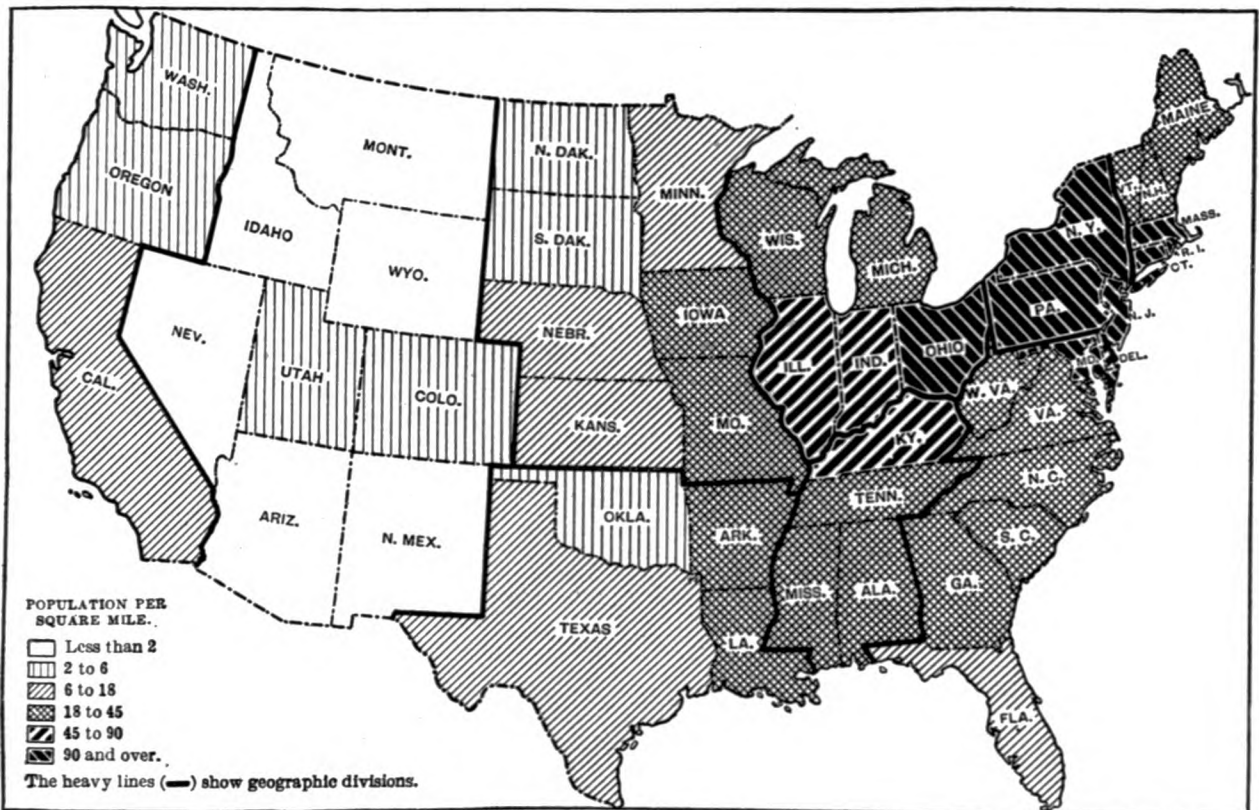 WASH.
OREGON
CAL.
NEV.
IDAHO
MONT.
WYO.
UTAH
COLO.
ARIZ.
N. MEX.
N. DAK.
S. DAK.
NEBR.
KANS.
OKLA.
TEXAS
MINN.
IOWA
MO.
ARK.
LA.
WIS.
MICH.
ILL.
IND.
OHIO
KY.
TENN.
MISS.
ALA.
GA.
FLA.
S. C.
N. C.
VA.
W. VA.
MD.
DEL.
PA.
N. J.
N. Y.
CT.
R. I.
MASS.
VT.
N.H.
MAINE
POPULATION PER
SQUARE MILE.
Less than 2
2 to 6
6 to 18
18 to 45
45 to 90
90 and over.
The heavy lines (▬) show geographic divisions.